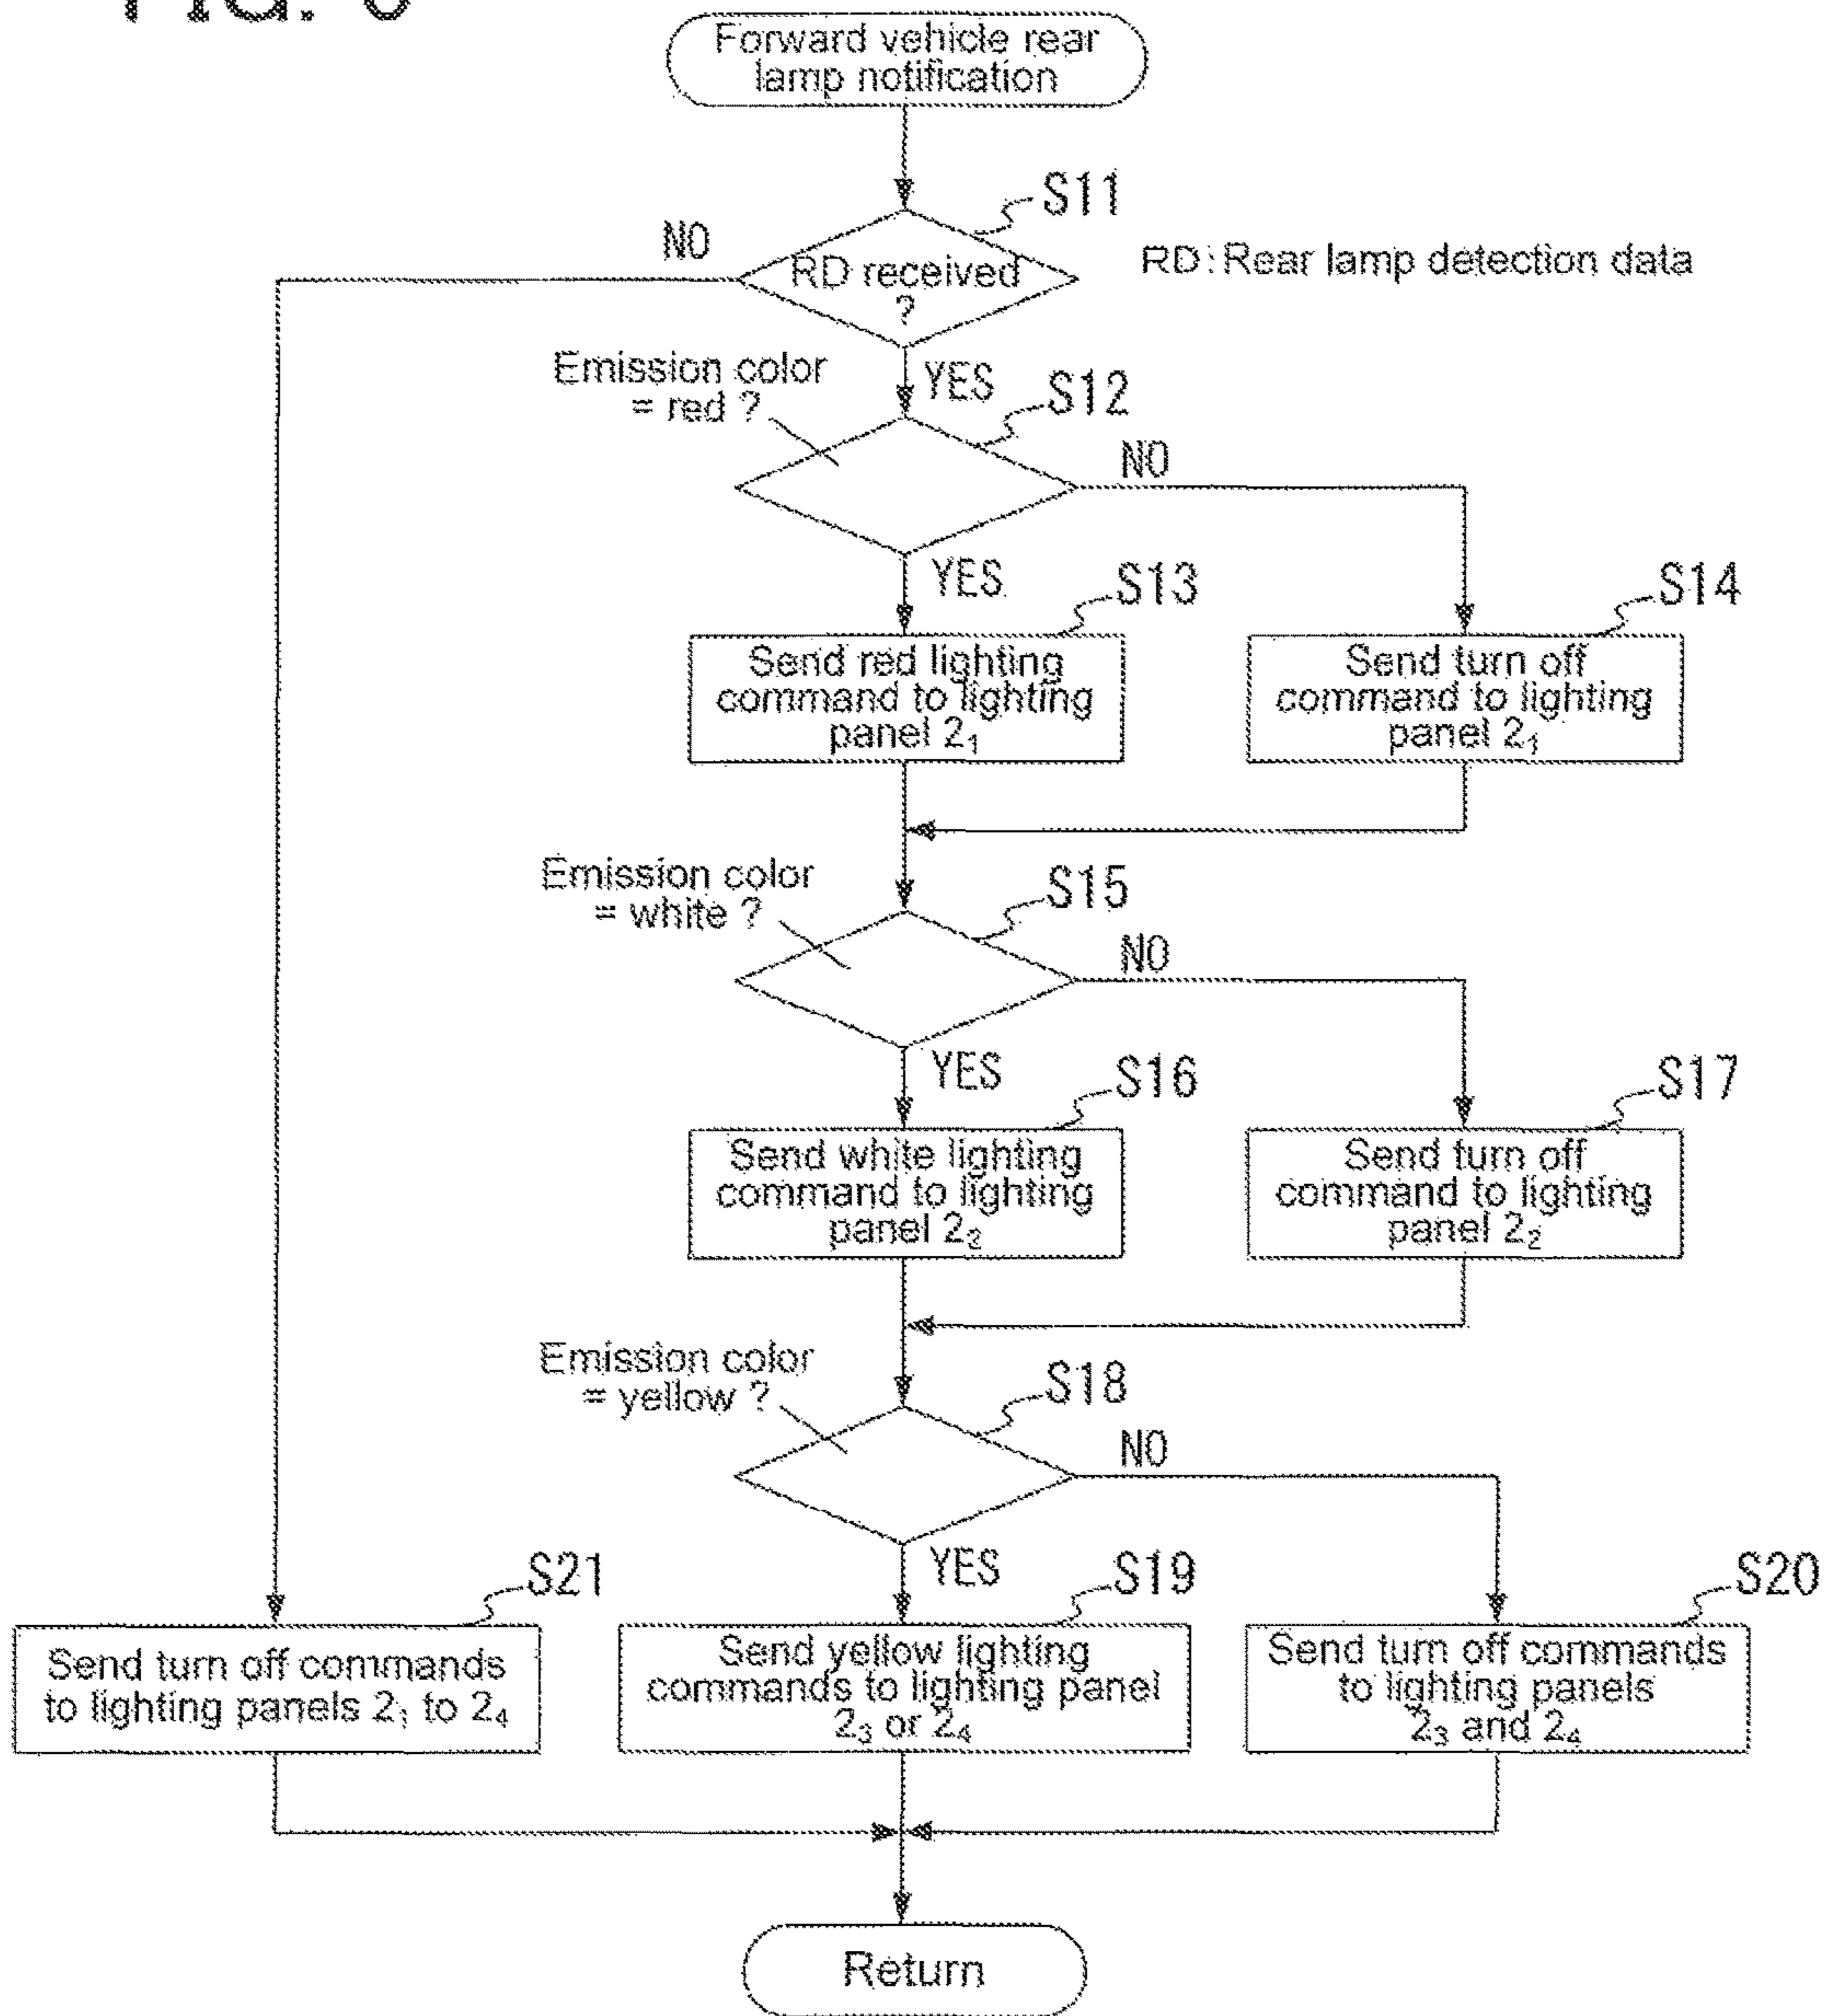 FIG.
Forward vehicle rear
lamp notification
S11
NO
RD received
?
RD : Rear lamp detection data
Emission color
= red ?
YES
S12
NO
YES
S13
S14
Send red lighting
command to lighting
panel 2₁
Send turn off
command to lighting
panel 2₁
Emission color
= white ?
S15
NO
YES
S16
S17
Send white lighting
command to lighting
panel 2₂
Send turn off
command to lighting
panel 2₂
Emission color
= yellow ?
S18
NO
YES
S21
S19
S20
Send turn off commands
to lighting panels 2₁ to 2₄
Send yellow lighting
commands to lighting panel
2₃ or 2₄
Send turn off commands
to lighting panels
2₃ and 2₄
Return